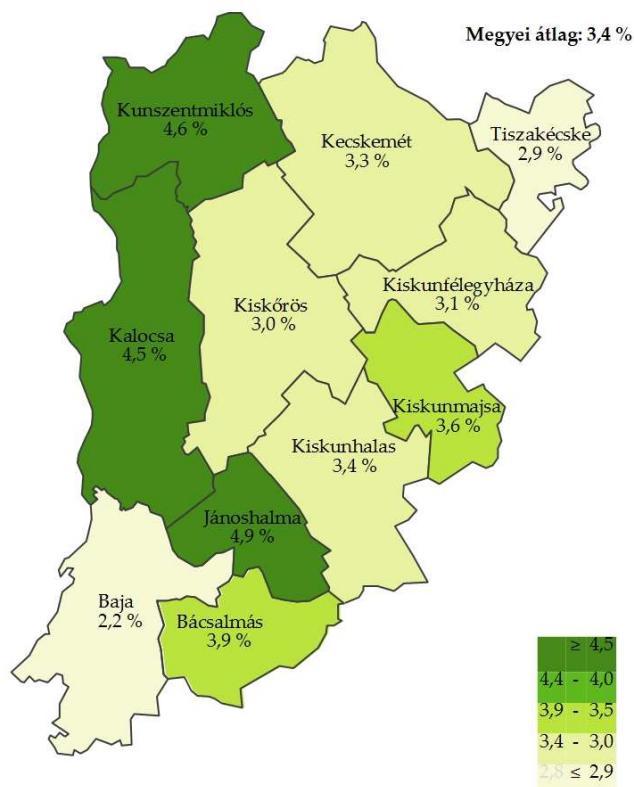 Megyei átlag: 3,4 %
Kunszentmiklós
4,6 %
Kecskemét
3,3 %
Tiszakécske
2,9 %
Kiskunfélegyháza
3,1 %
Kiskőrös
3,0 %
Kalocsa
4,5 %
Kiskunmajsa
3,6 %
Kiskunhalas
3,4 %
Jánoshalma
4,9 %
Baja
2,2 %
Bácsalmás
3,9 %
≥ 4,5
4,4 - 4,0
3,9 - 3,5
3,4 - 3,0
2,8 ≤ 2,9